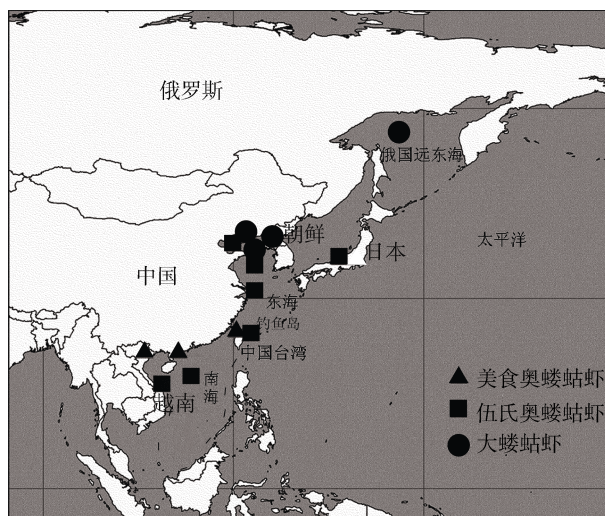 俄罗斯
俄国远东海
朝鲜
日本
太平洋
中国
东海
钓鱼岛
中国台湾
南海
越南
美食奥蝼蛄虾
伍氏奥蝼蛄虾
大蝼蛄虾